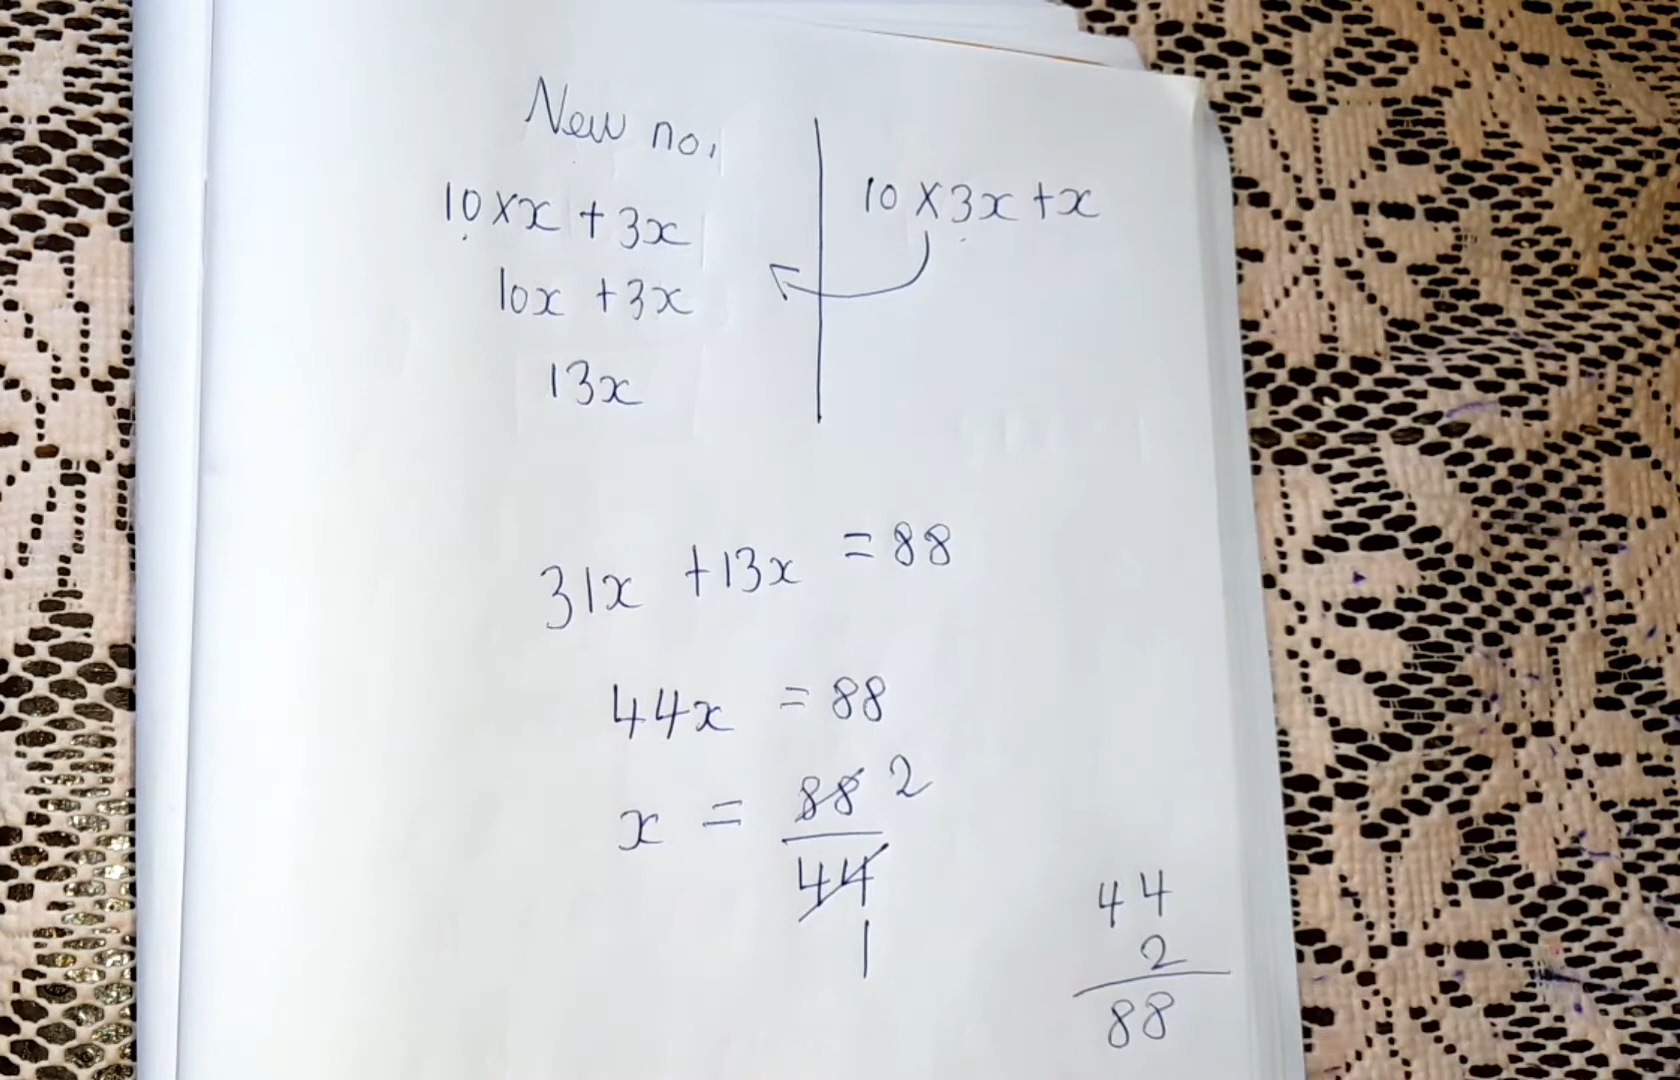 New no.
10×x + 3x
10x + 3x
13x
10 × 3x + x
31x + 13x = 88
44x = 88
x = 88 2
44
1
44
2
88